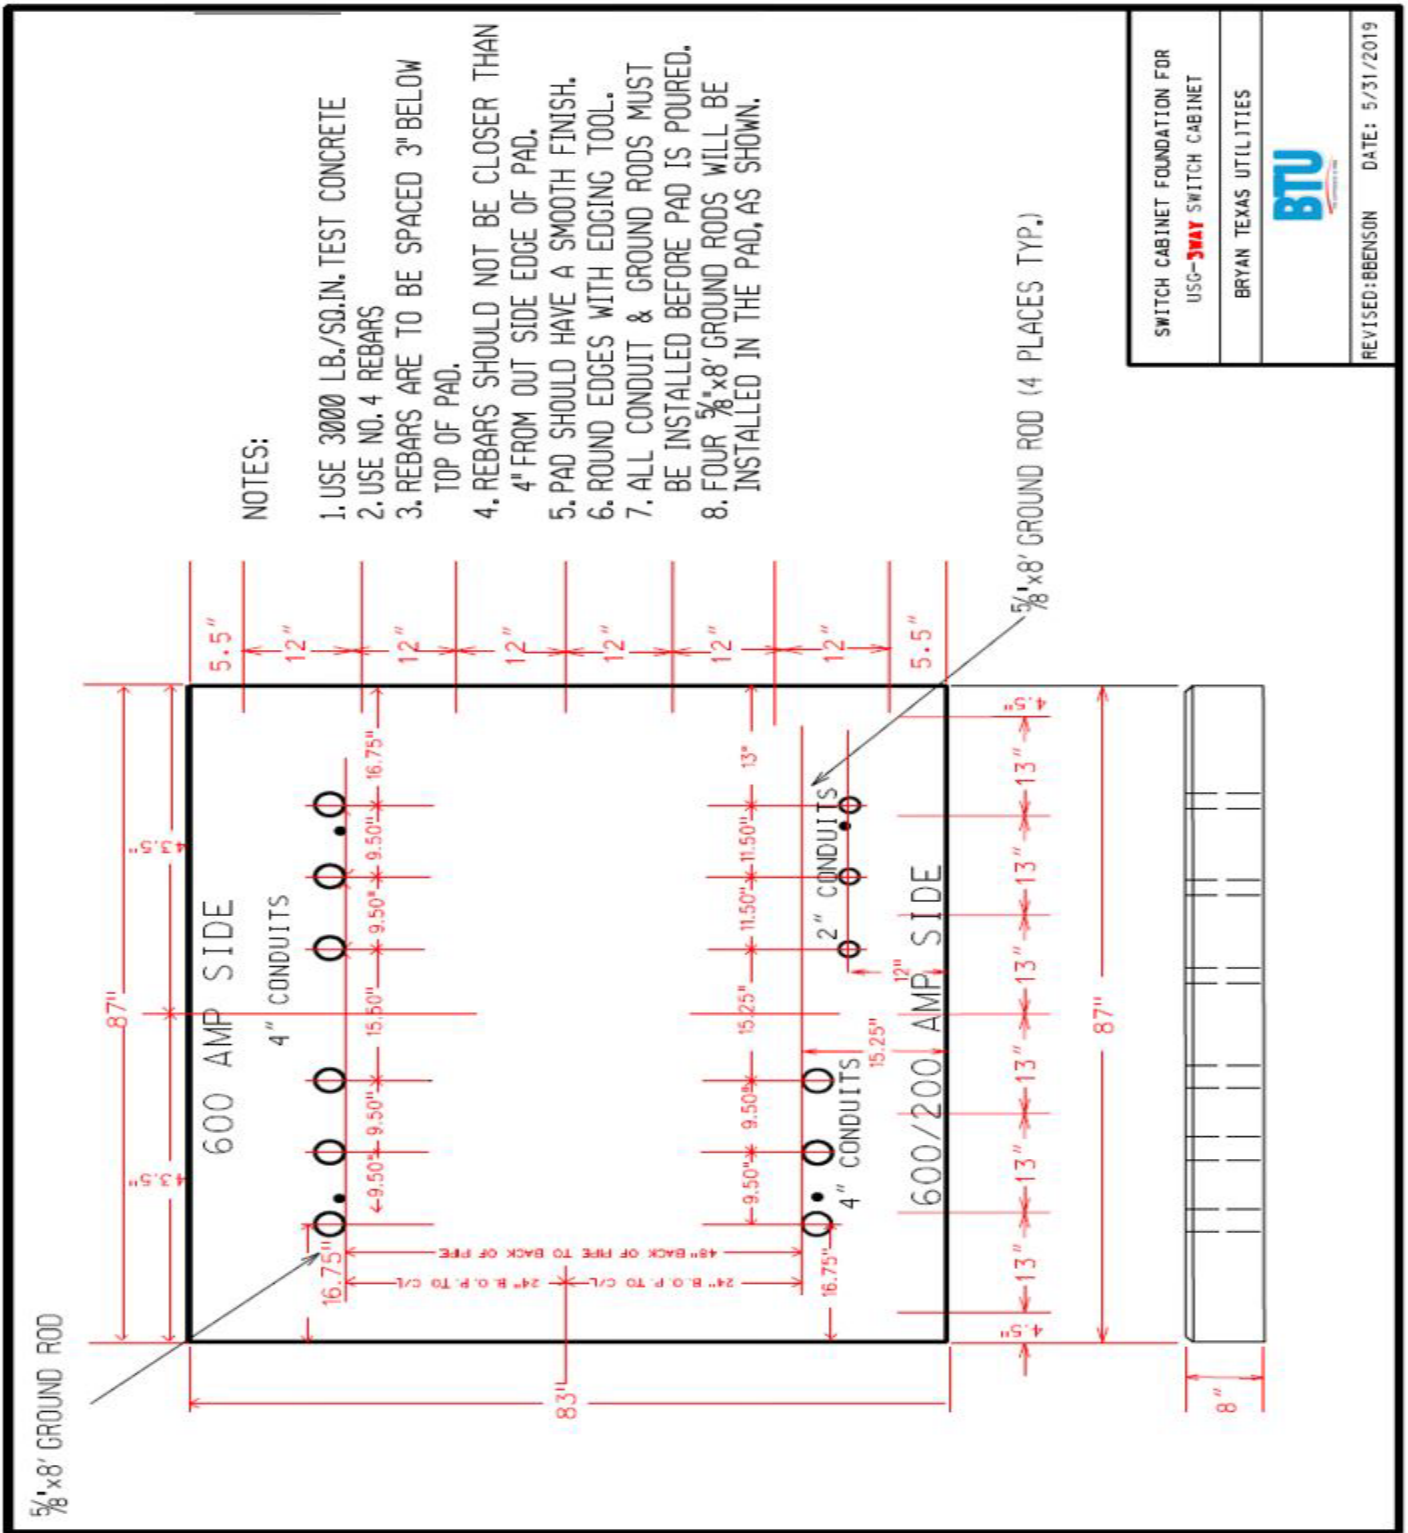 5/8"x8' GROUND ROD
87"
43.5"
43.5"
600 AMP SIDE
4" CONDUITS
16.75"
9.50"
9.50"
15.50"
9.50"
9.50"
16.75"
48" BACK OF PIPE TO BACK OF PIPE
24" B.O.P. TO C/L
24" B.O.P. TO C/L
83"
9.50"
9.50"
15.25"
11.50"
11.50"
13"
16.75"
4" CONDUITS
2" CONDUITS
15.25"
12"
600/200 AMP SIDE
4.5"
13"
13"
13"
13"
13"
13"
4.5"
87"
8"
5.5"
12"
12"
12"
12"
12"
12"
5.5"
5/8"x8' GROUND ROD (4 PLACES TYP.)
NOTES:
1. USE 3000 LB./SQ.IN. TEST CONCRETE
2. USE NO. 4 REBARS
3. REBARS ARE TO BE SPACED 3" BELOW
TOP OF PAD.
4. REBARS SHOULD NOT BE CLOSER THAN
4" FROM OUT SIDE EDGE OF PAD.
5. PAD SHOULD HAVE A SMOOTH FINISH.
6. ROUND EDGES WITH EDGING TOOL.
7. ALL CONDUIT & GROUND RODS MUST
BE INSTALLED BEFORE PAD IS POURED.
8. FOUR 5/8"x8' GROUND RODS WILL BE
INSTALLED IN THE PAD, AS SHOWN.
SWITCH CABINET FOUNDATION FOR
USG-3WAY SWITCH CABINET
BRYAN TEXAS UTILITIES
BTU
REVISED:BBENSON DATE: 5/31/2019